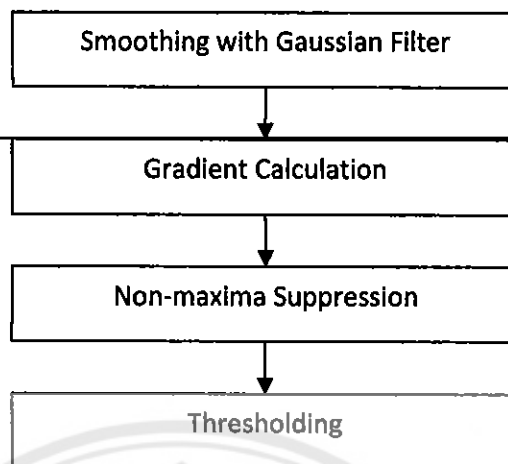 Smoothing with Gaussian Filter
Gradient Calculation
Non-maxima Suppression
Thresholding